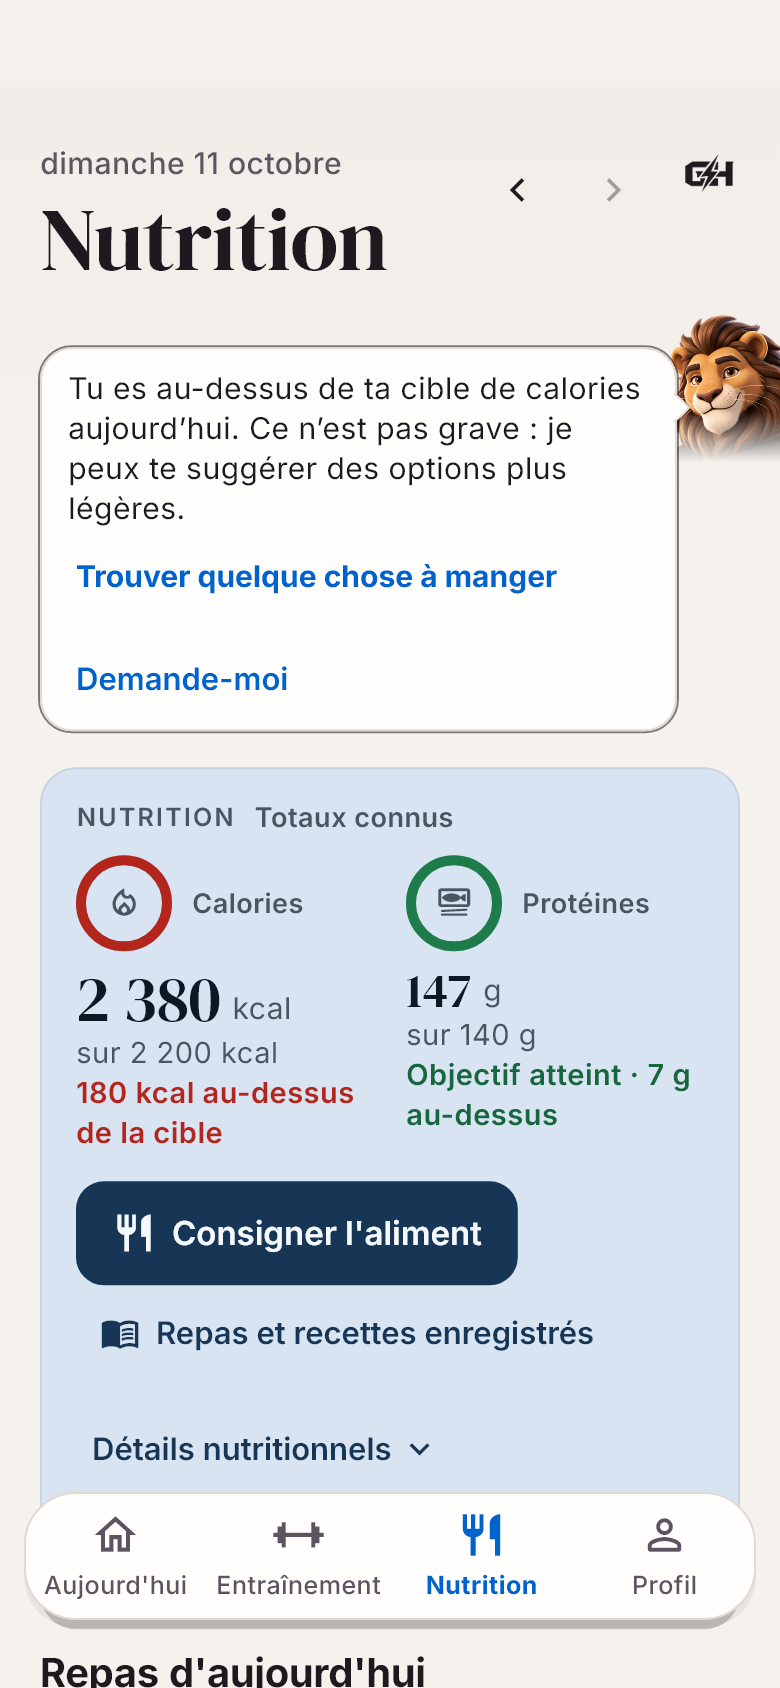 dimanche 11 octobre
GH
Nutrition
Tu es au-dessus de ta cible de calories
aujourd’hui. Ce n’est pas grave : je
peux te suggérer des options plus
légères.
Trouver quelque chose à manger
Demande-moi
NUTRITION Totaux connus
Calories
Protéines
2 380 kcal
sur 2 200 kcal
180 kcal au-dessus
de la cible
147 g
sur 140 g
Objectif atteint · 7 g
au-dessus
Consigner l'aliment
Repas et recettes enregistrés
Détails nutritionnels
Aujourd'hui
Entraînement
Nutrition
Profil
Repas d'aujourd'hui